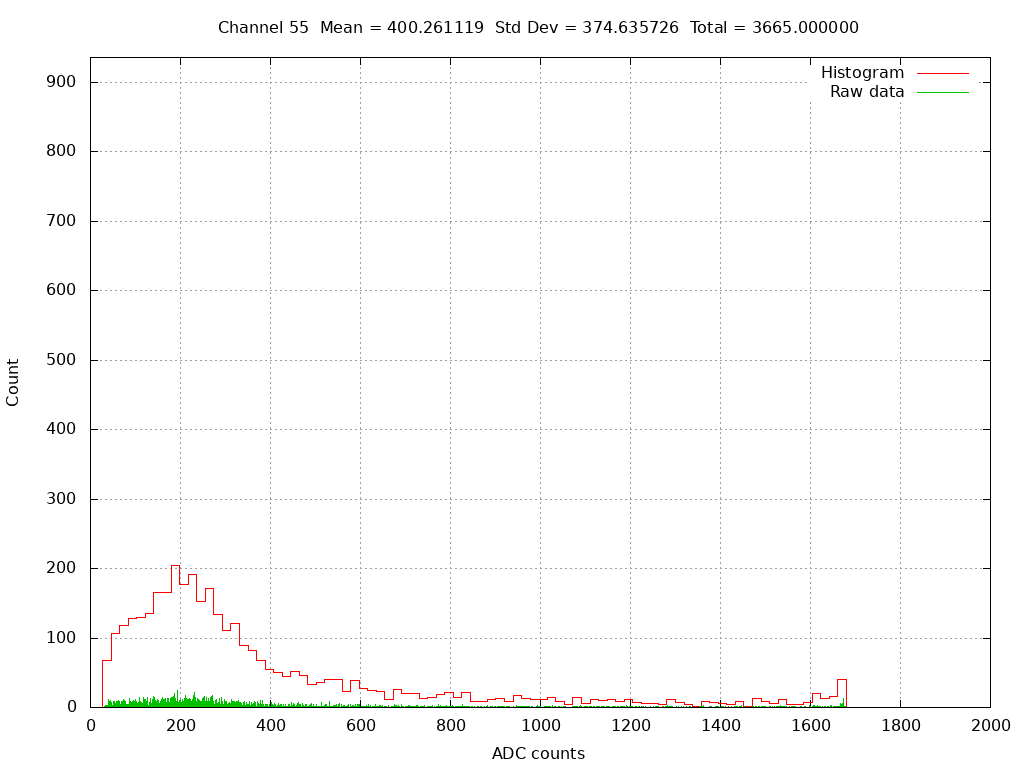 Channel 55  Mean = 400.261119  Std Dev = 374.635726  Total = 3665.000000
Histogram
Raw data
900
800
700
600
500
400
300
200
100
0
Count
0 200 400 600 800 1000 1200 1400 1600 1800 2000
ADC counts